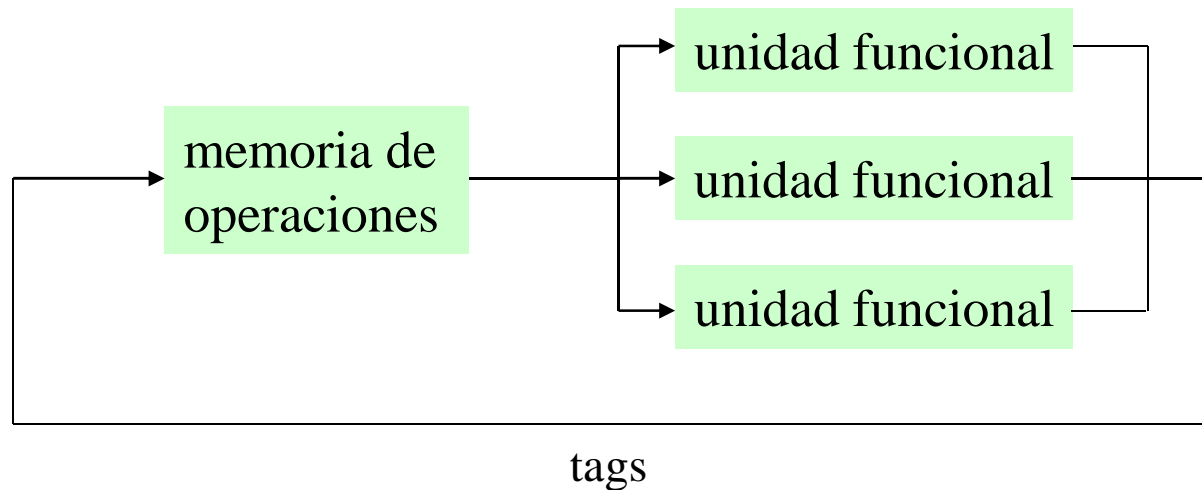 unidad funcional
memoria de
operaciones
unidad funcional
unidad funcional
tags